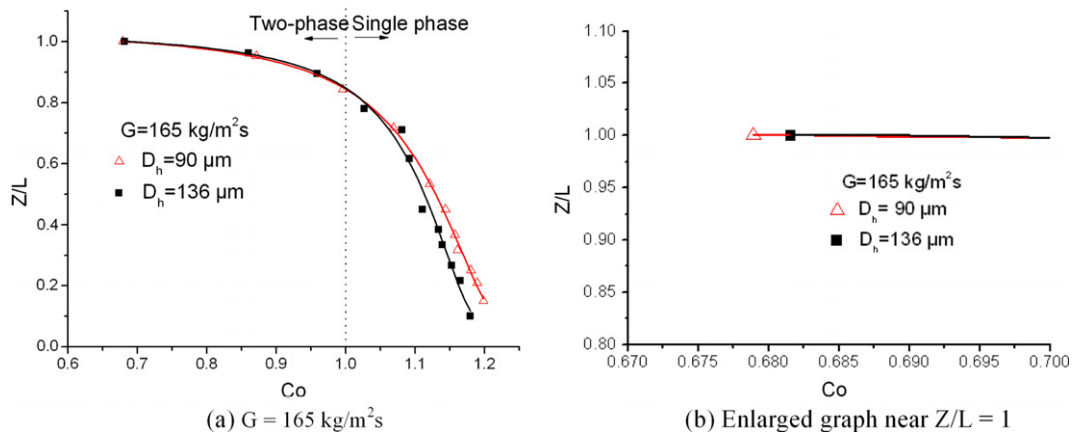 Two-phase Single phase
1.0
0.8
0.6
0.4
0.2
0.0
Z/L
G=165 kg/m²s
Dₕ=90 µm
Dₕ=136 µm
0.6 0.7 0.8 0.9 1.0 1.1 1.2
Co
(a) G = 165 kg/m²s
1.10
1.05
1.00
0.95
0.90
0.85
0.80
Z/L
G=165 kg/m²s
Dₕ= 90 µm
Dₕ=136 µm
0.670 0.675 0.680 0.685 0.690 0.695 0.700
Co
(b) Enlarged graph near Z/L = 1